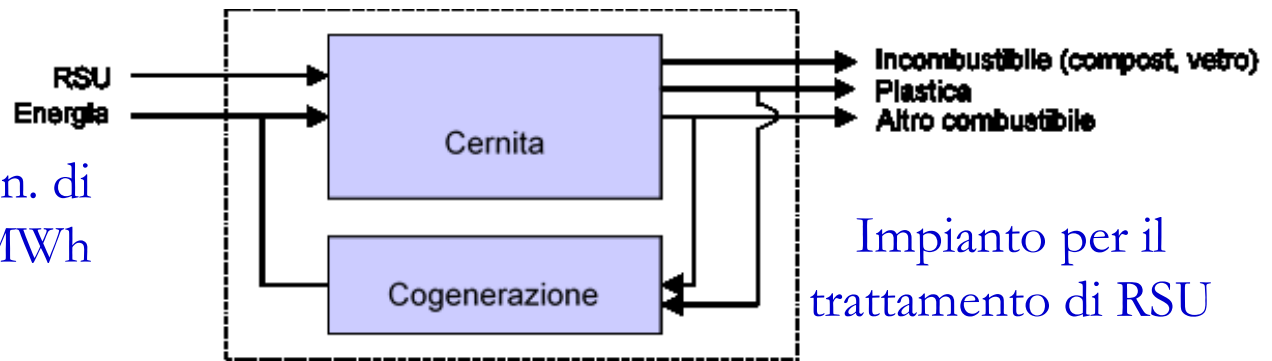 RSU
Energia
n. di
MWh
Cernita
Cogenerazione
Incombustibile (compost, vetro)
Plastica
Altro combustibile
Impianto per il
trattamento di RSU